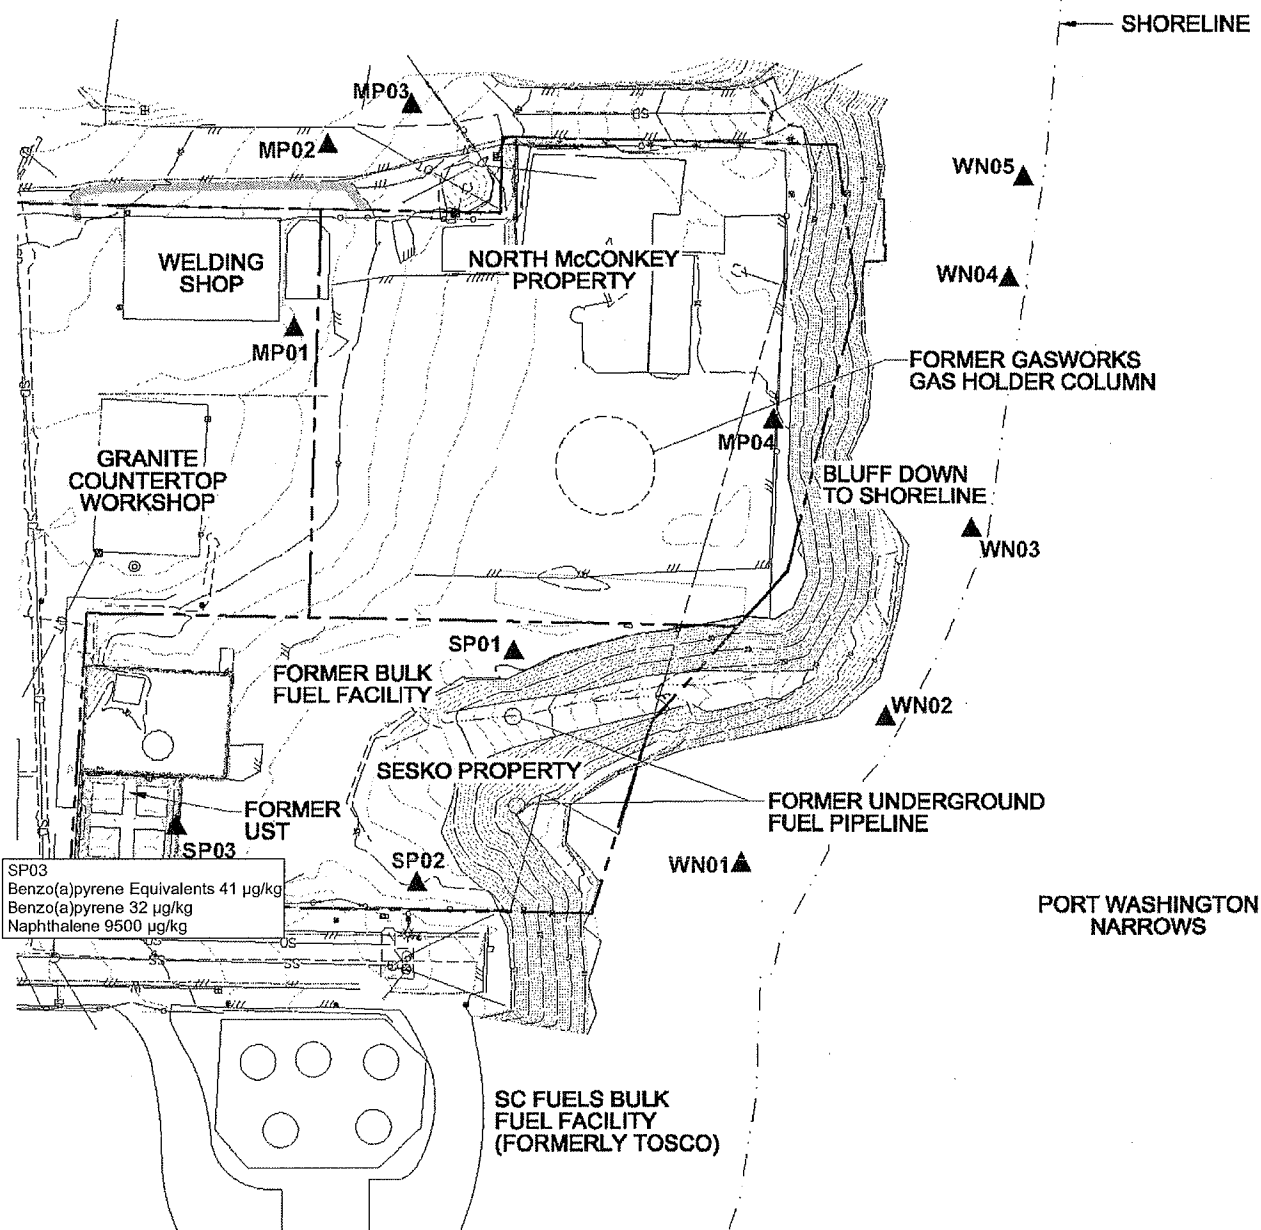 SHORELINE
MP03
MP02
WN05
WELDING
SHOP
NORTH McCONKEY
PROPERTY
WN04
MP01
FORMER GASWORKS
GAS HOLDER COLUMN
MP04
GRANITE
COUNTERTOP
WORKSHOP
BLUFF DOWN
TO SHORELINE
WN03
SP01
FORMER BULK
FUEL FACILITY
WN02
SESKO PROPERTY
FORMER
UST
FORMER UNDERGROUND
FUEL PIPELINE
SP03
SP02
WN01
SP03
Benzo(a)pyrene Equivalents 41 µg/kg
Benzo(a)pyrene 32 µg/kg
Naphthalene 9500 µg/kg
PORT WASHINGTON
NARROWS
SS
SS
SC FUELS BULK
FUEL FACILITY
(FORMERLY TOSCO)